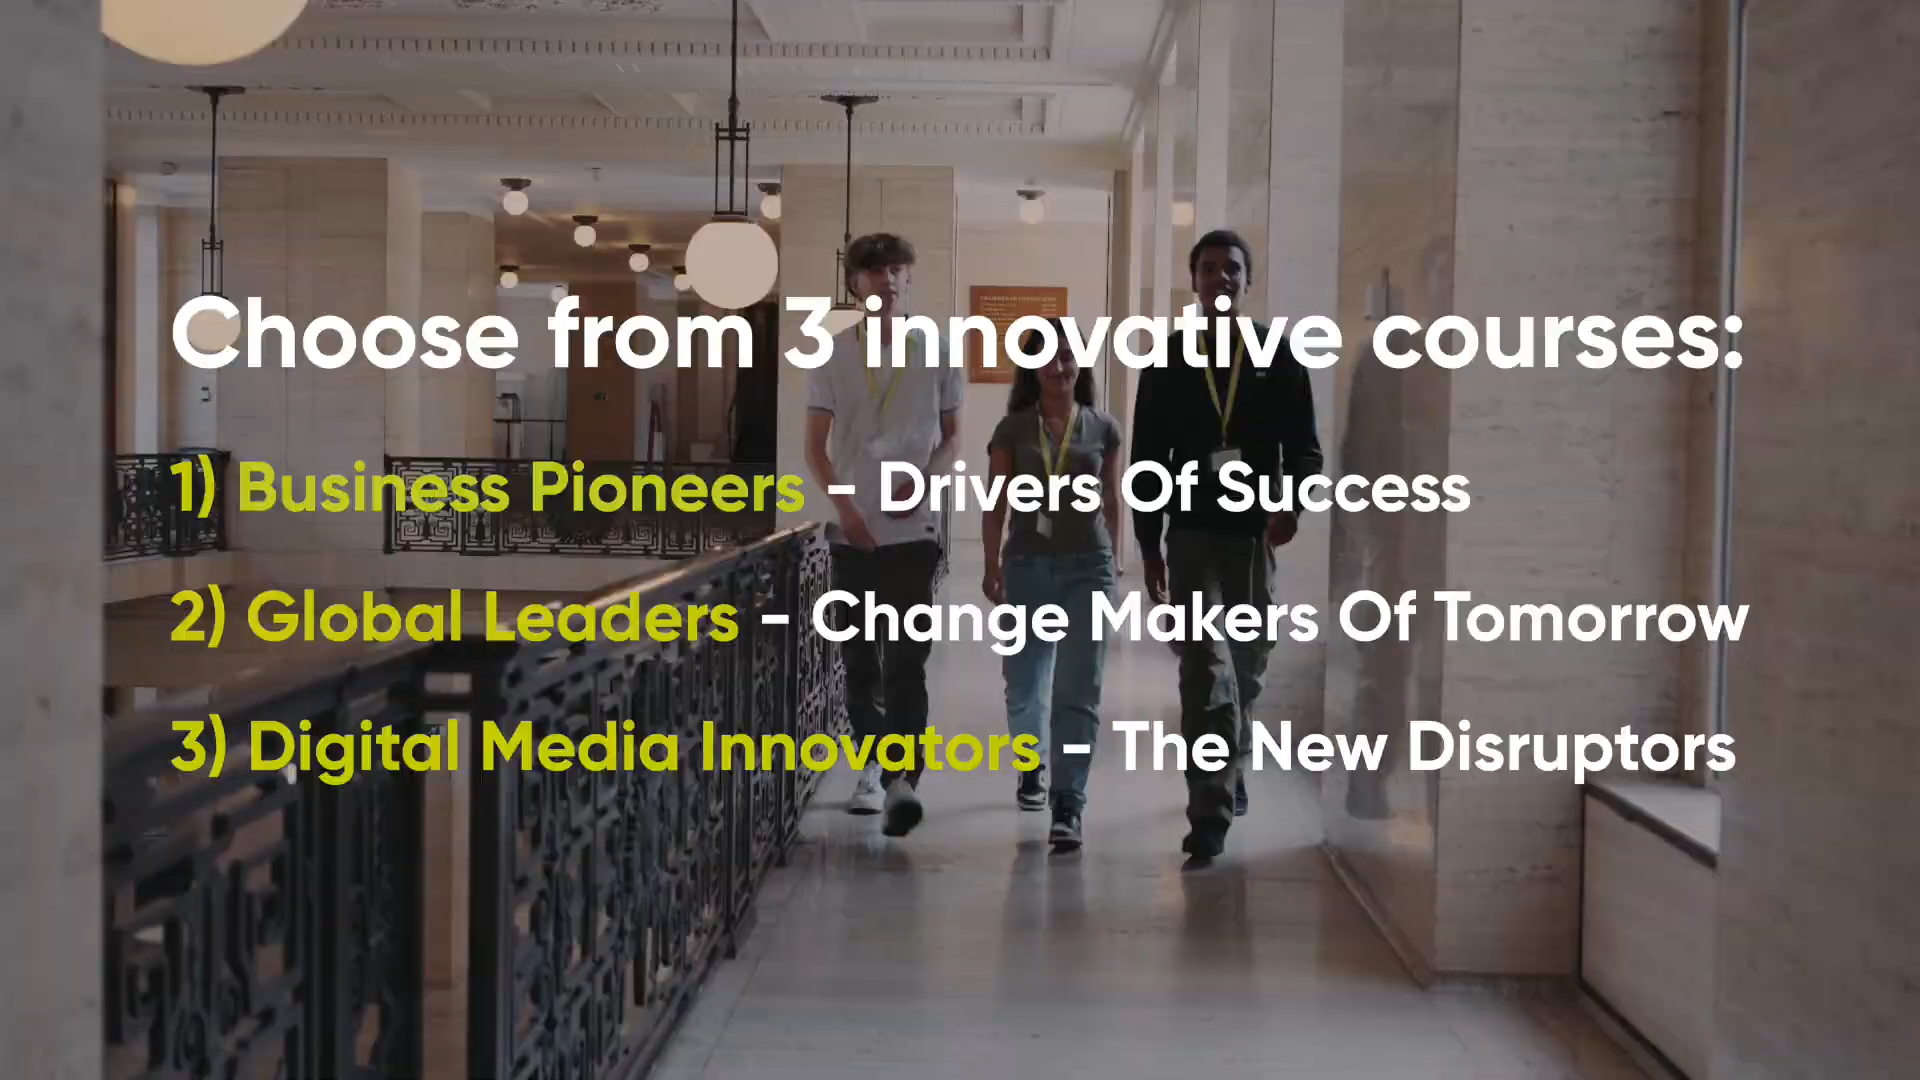 Choose from 3 innovative courses:
1) Business Pioneers - Drivers Of Success
2) Global Leaders - Change Makers Of Tomorrow
3) Digital Media Innovators - The New Disruptors